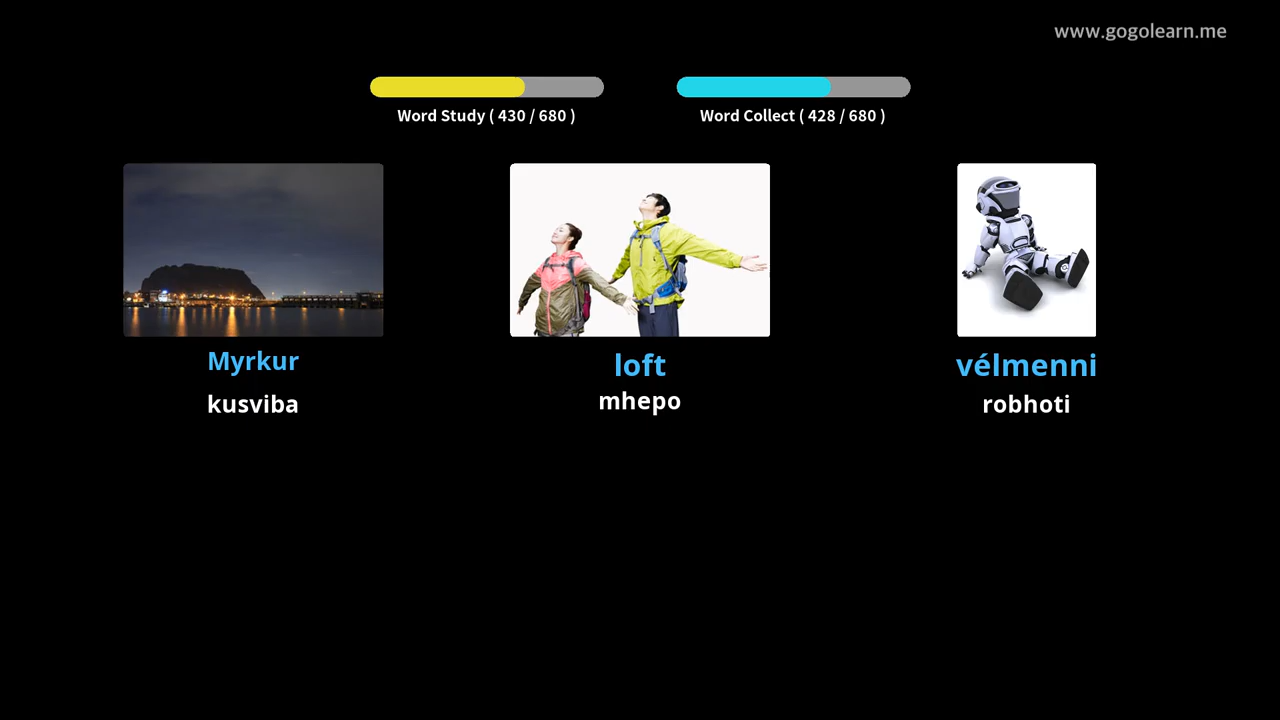 www.gogolearn.me
Word Study ( 430 / 680 )
Word Collect ( 428 / 680 )
Myrkur
kusviba
loft
mhepo
vélmenni
robhoti